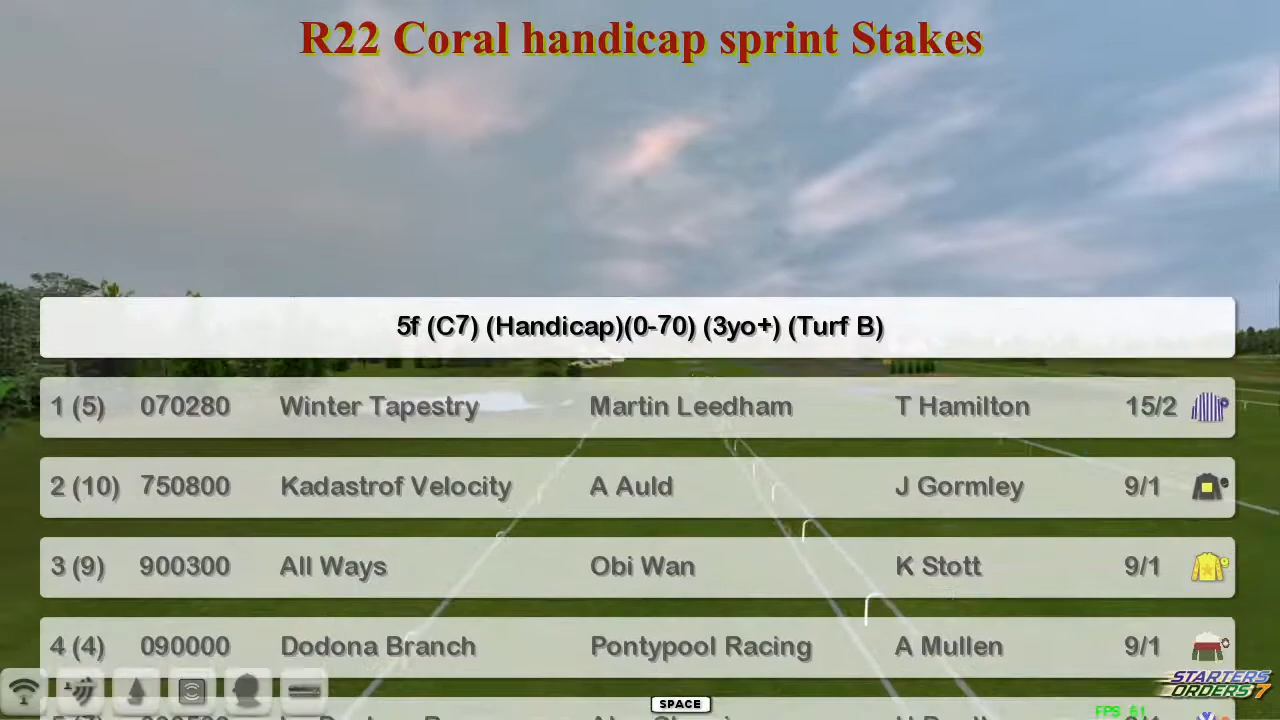 R22 Coral handicap sprint Stakes
5f (C7) (Handicap)(0-70) (3yo+) (Turf B)
1 (5) 070280 Winter Tapestry Martin Leedham T Hamilton 15/2
2 (10) 750800 Kadastrof Velocity A Auld J Gormley 9/1
3 (9) 900300 All Ways Obi Wan K Stott 9/1
4 (4) 090000 Dodona Branch Pontypool Racing A Mullen 9/1
STARTERS
ORDERS 7
SPACE
FPS 61